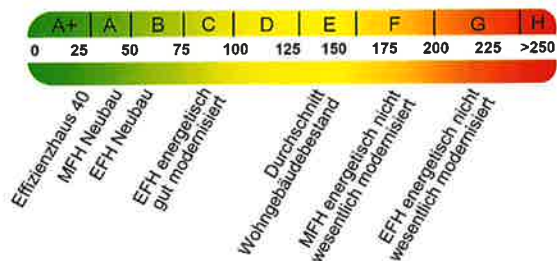 A+ A B C D E F G H
0 25 50 75 100 125 150 175 200 225 >250
Effizienzhaus 40
MFH Neubau
EFH Neubau
EFH energetisch
gut modernisiert
Durchschnitt
Wohngebäudebestand
MFH energetisch nicht
wesentlich modernisiert
EFH energetisch nicht
wesentlich modernisiert